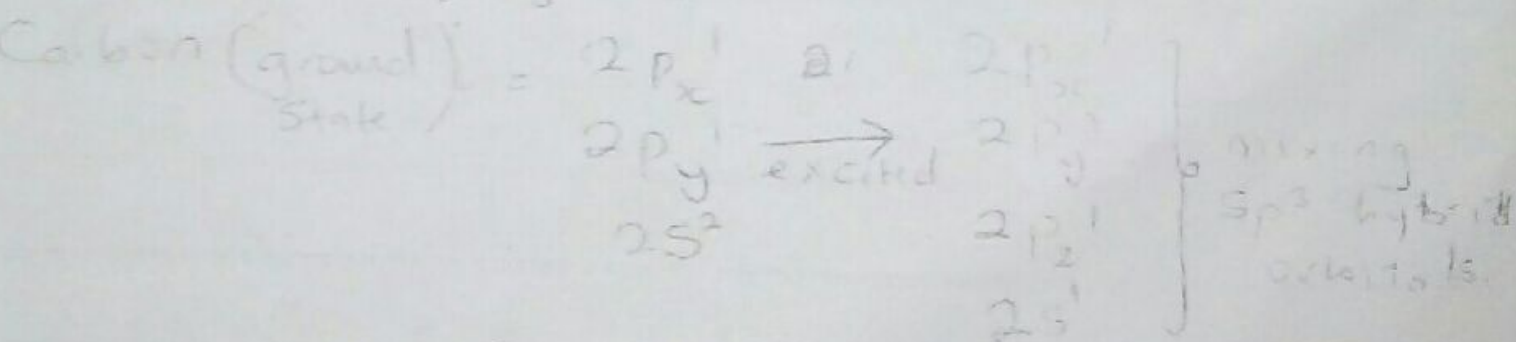 Carbon (ground State) = 2px¹ 2px¹
2py¹ excited → 2py¹ mixing
2S² 2pz¹ sp³ hybrid
2s¹ orbitals.